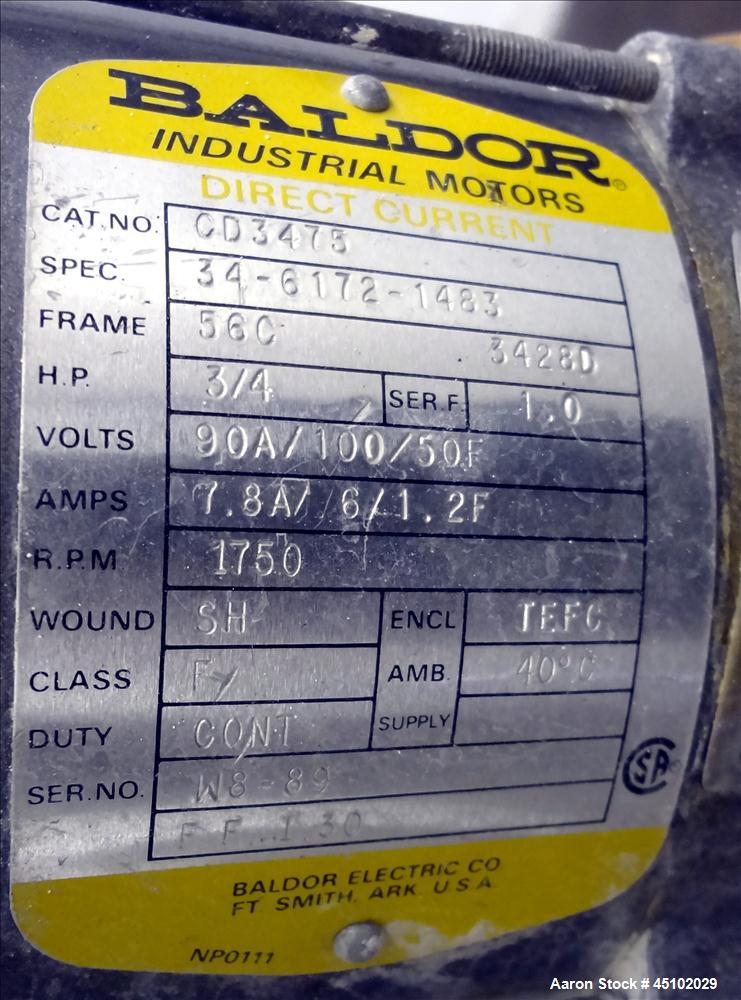 BALDOR®
INDUSTRIAL MOTORS
DIRECT CURRENT
CAT.NO. CD3475
SPEC. 34-6172-1483
FRAME 56C 3428D
H.P. 3/4 SER.F. 1.0
VOLTS 90A/100/50F
AMPS 7.8A/.6/1.2F
R.P.M 1750
WOUND SH ENCL TEFC
CLASS F AMB. 40°C
DUTY CONT SUPPLY
SER.NO. W8-89
FF 1.30
SA
BALDOR ELECTRIC CO
FT. SMITH, ARK. U.S.A.
NP0111
Aaron Stock # 45102029